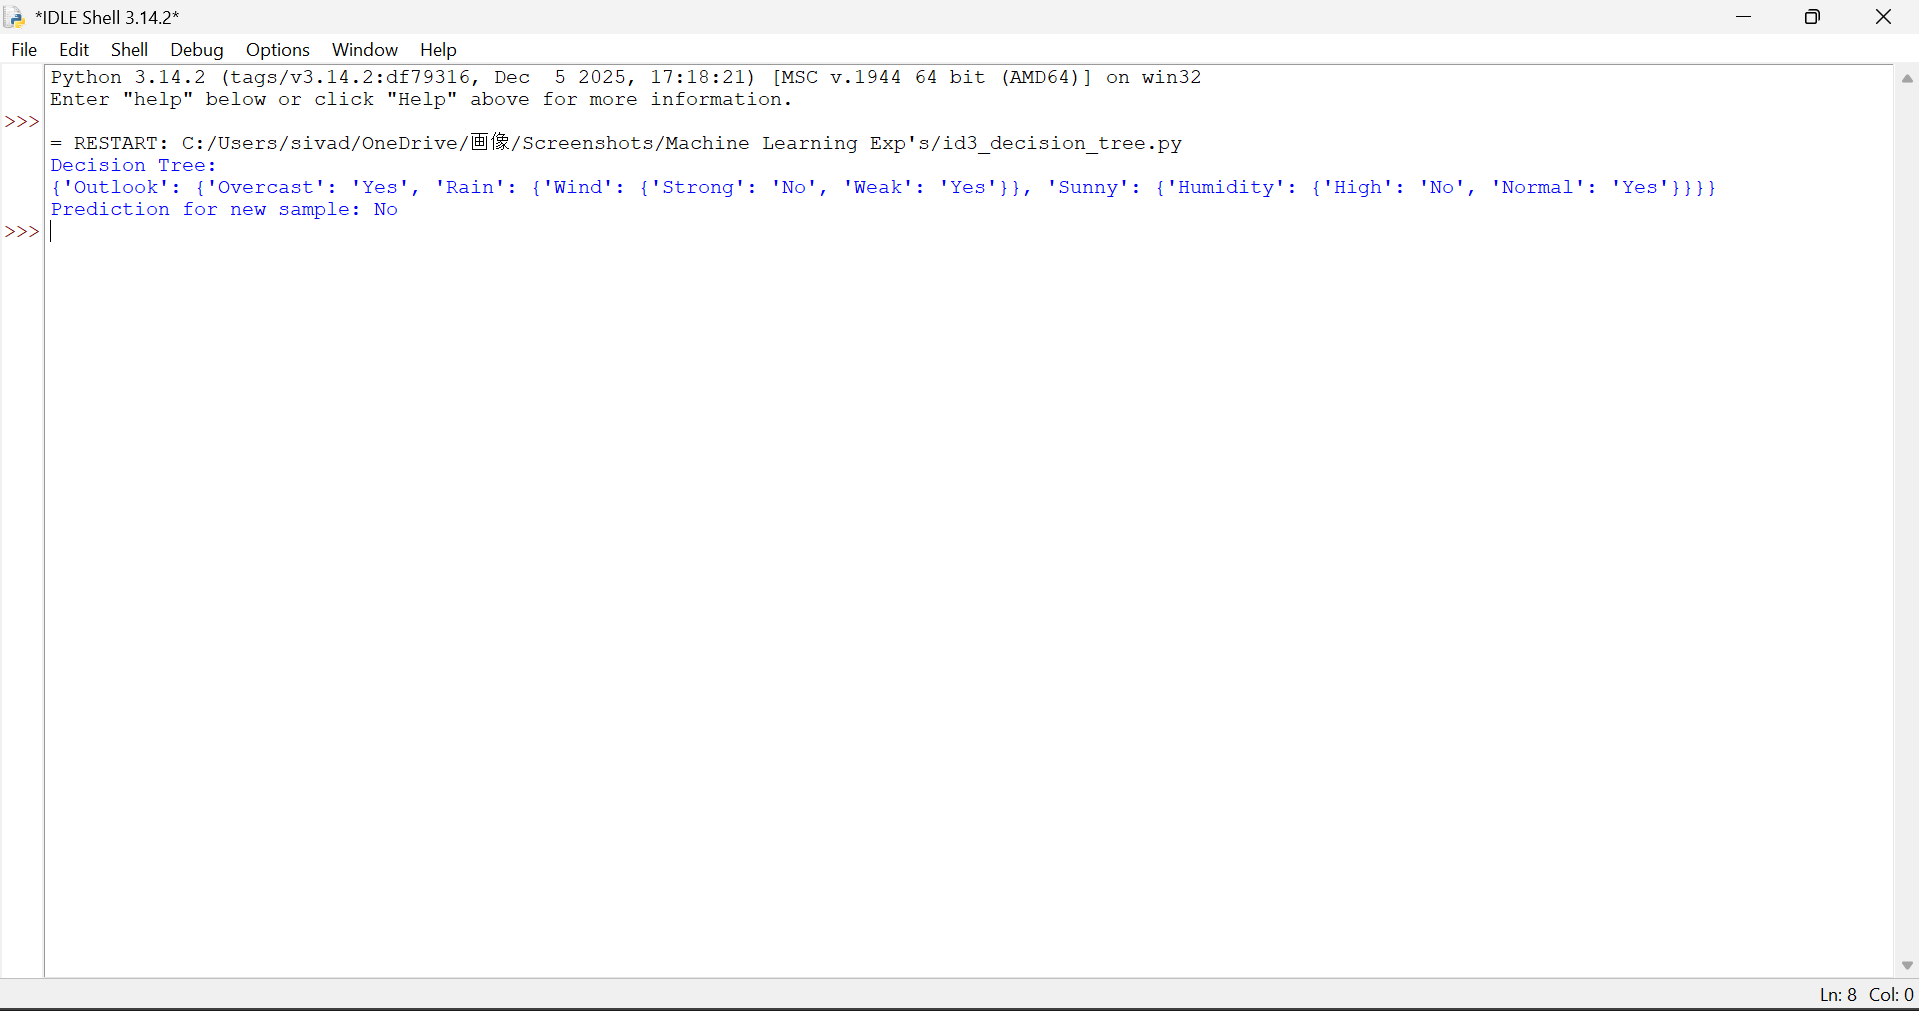 *IDLE Shell 3.14.2*
File Edit Shell Debug Options Window Help
Python 3.14.2 (tags/v3.14.2:df79316, Dec  5 2025, 17:18:21) [MSC v.1944 64 bit (AMD64)] on win32
Enter "help" below or click "Help" above for more information.
>>>
= RESTART: C:/Users/sivad/OneDrive/画像/Screenshots/Machine Learning Exp's/id3_decision_tree.py
Decision Tree:
{'Outlook': {'Overcast': 'Yes', 'Rain': {'Wind': {'Strong': 'No', 'Weak': 'Yes'}}, 'Sunny': {'Humidity': {'High': 'No', 'Normal': 'Yes'}}}}
Prediction for new sample: No
>>>
Ln: 8 Col: 0